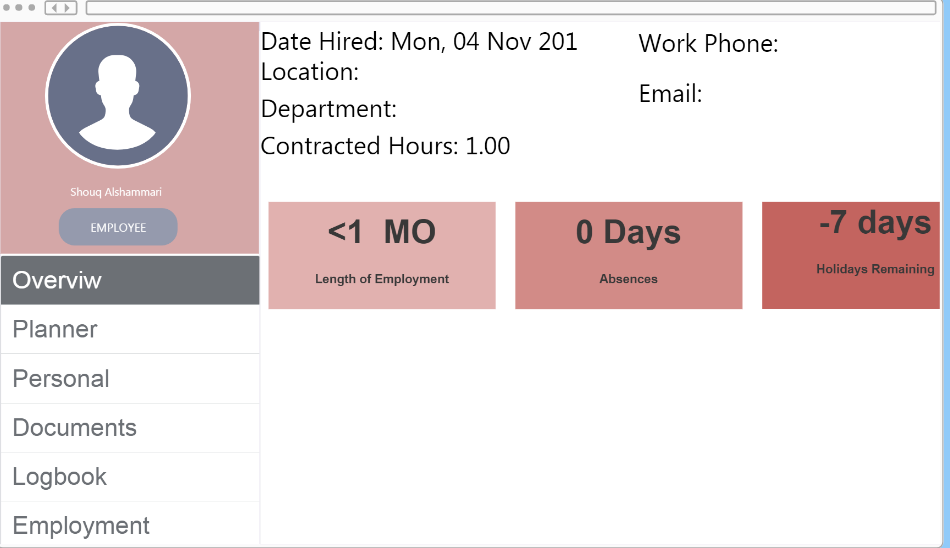 Shouq Alshammari
EMPLOYEE
Overviw
Planner
Personal
Documents
Logbook
Employment
Date Hired: Mon, 04 Nov 201
Location:
Department:
Contracted Hours: 1.00
Work Phone:
Email:
<1 MO
Length of Employment
0 Days
Absences
-7 days
Holidays Remaining